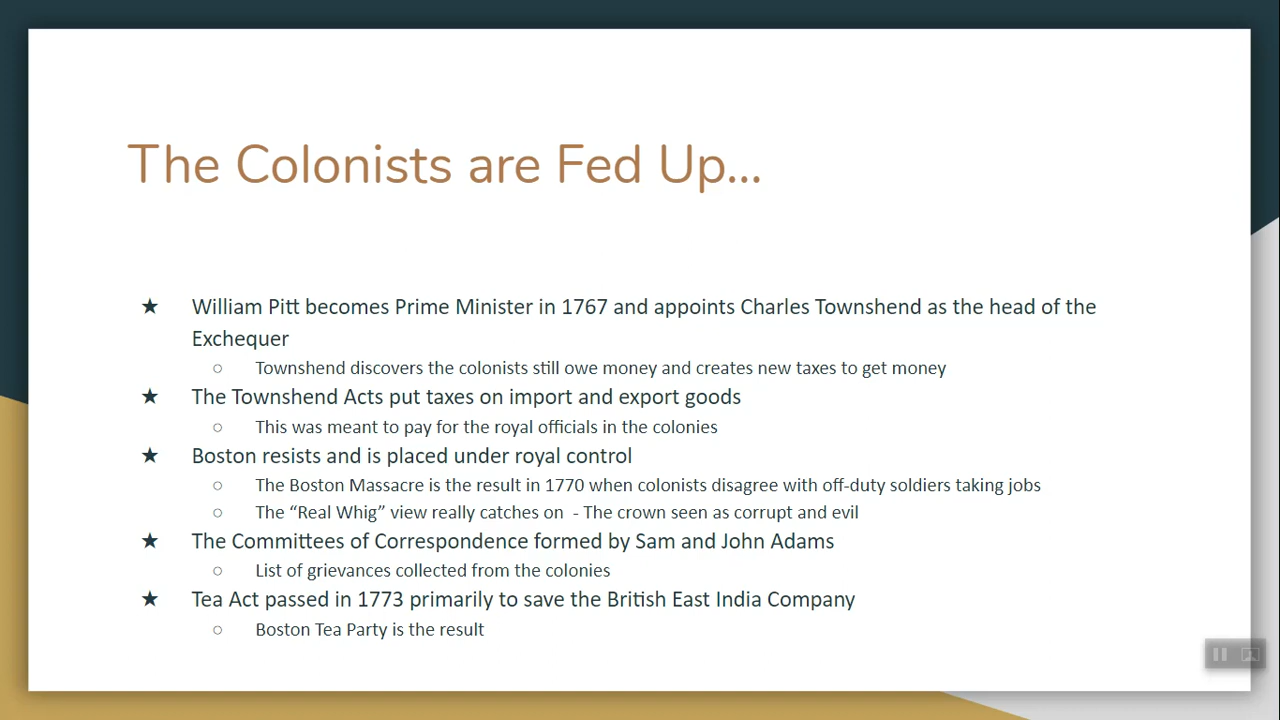 The Colonists are Fed Up...
★ William Pitt becomes Prime Minister in 1767 and appoints Charles Townshend as the head of the
Exchequer
○ Townshend discovers the colonists still owe money and creates new taxes to get money
★ The Townshend Acts put taxes on import and export goods
○ This was meant to pay for the royal officials in the colonies
★ Boston resists and is placed under royal control
○ The Boston Massacre is the result in 1770 when colonists disagree with off-duty soldiers taking jobs
○ The “Real Whig” view really catches on  - The crown seen as corrupt and evil
★ The Committees of Correspondence formed by Sam and John Adams
○ List of grievances collected from the colonies
★ Tea Act passed in 1773 primarily to save the British East India Company
○ Boston Tea Party is the result